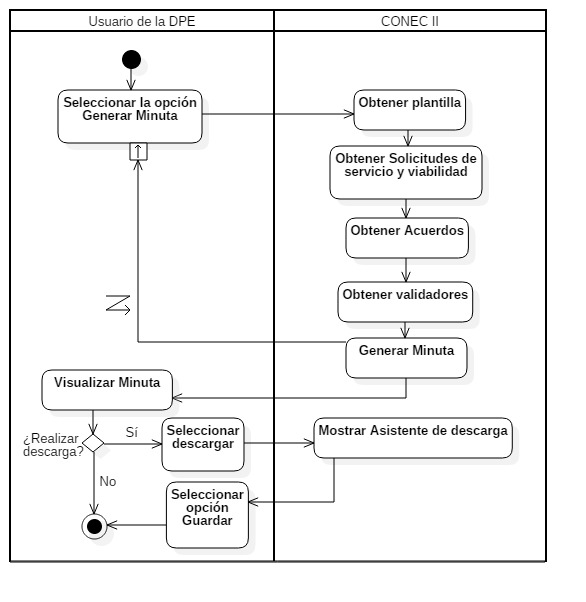 Usuario de la DPE
CONEC II
Seleccionar la opción
Generar Minuta
Obtener plantilla
Obtener Solicitudes de
servicio y viabilidad
Obtener Acuerdos
Obtener validadores
Generar Minuta
Visualizar Minuta
¿Realizar
descarga?
Sí
Seleccionar
descargar
Mostrar Asistente de descarga
No
Seleccionar
opción
Guardar